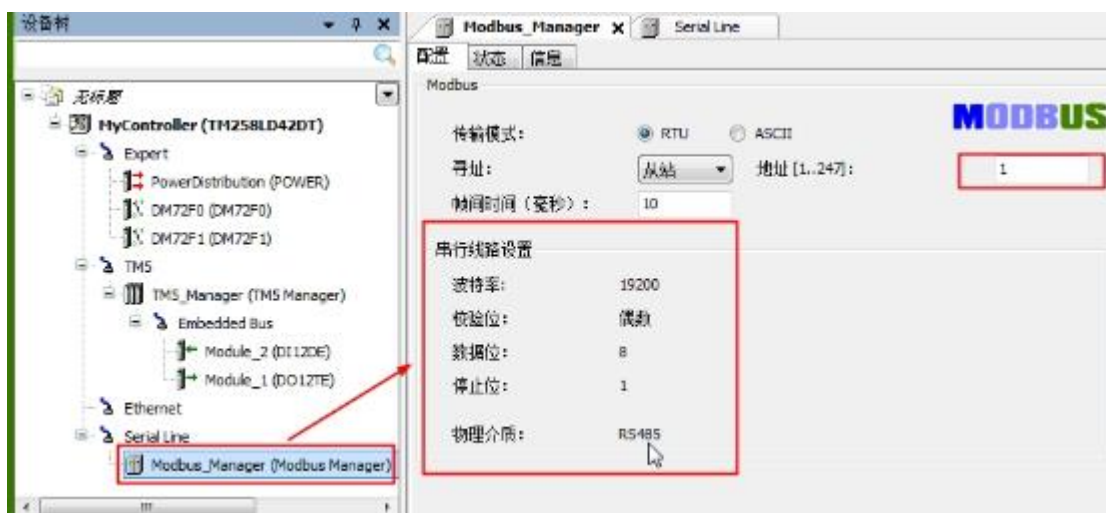 设备树
Modbus_Manager
Serial Line
配置 状态 信息
无标题
MyController (TM258LD42DT)
Expert
PowerDistribution (POWER)
DM72F0 (DM72F0)
DM72F1 (DM72F1)
TM5
TM5_Manager (TM5 Manager)
Embedded Bus
Module_2 (DI12DE)
Module_1 (DO12TE)
Ethernet
Serial Line
Modbus_Manager (Modbus Manager)
Modbus
MODBUS
传输模式: RTU ASCII
寻址: 从站 地址 [1..247]: 1
帧间时间（毫秒）: 10
串行线路设置
波特率: 19200
校验位: 偶数
数据位: 8
停止位: 1
物理介质: RS485